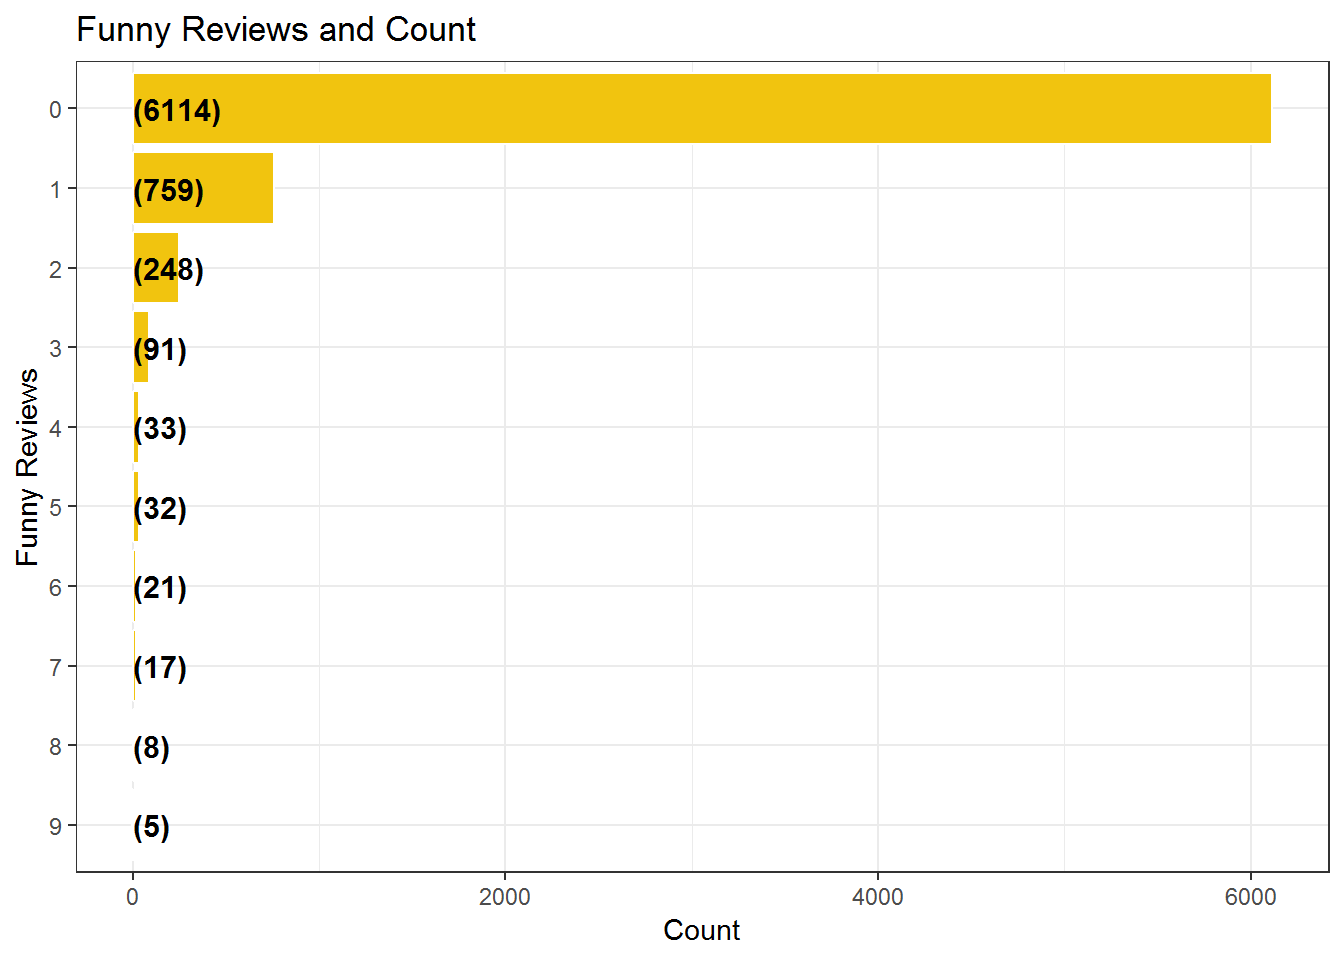 Funny Reviews and Count
Funny Reviews
0 (6114)
1 (759)
2 (248)
3 (91)
4 (33)
5 (32)
6 (21)
7 (17)
8 (8)
9 (5)
0 2000 4000 6000
Count